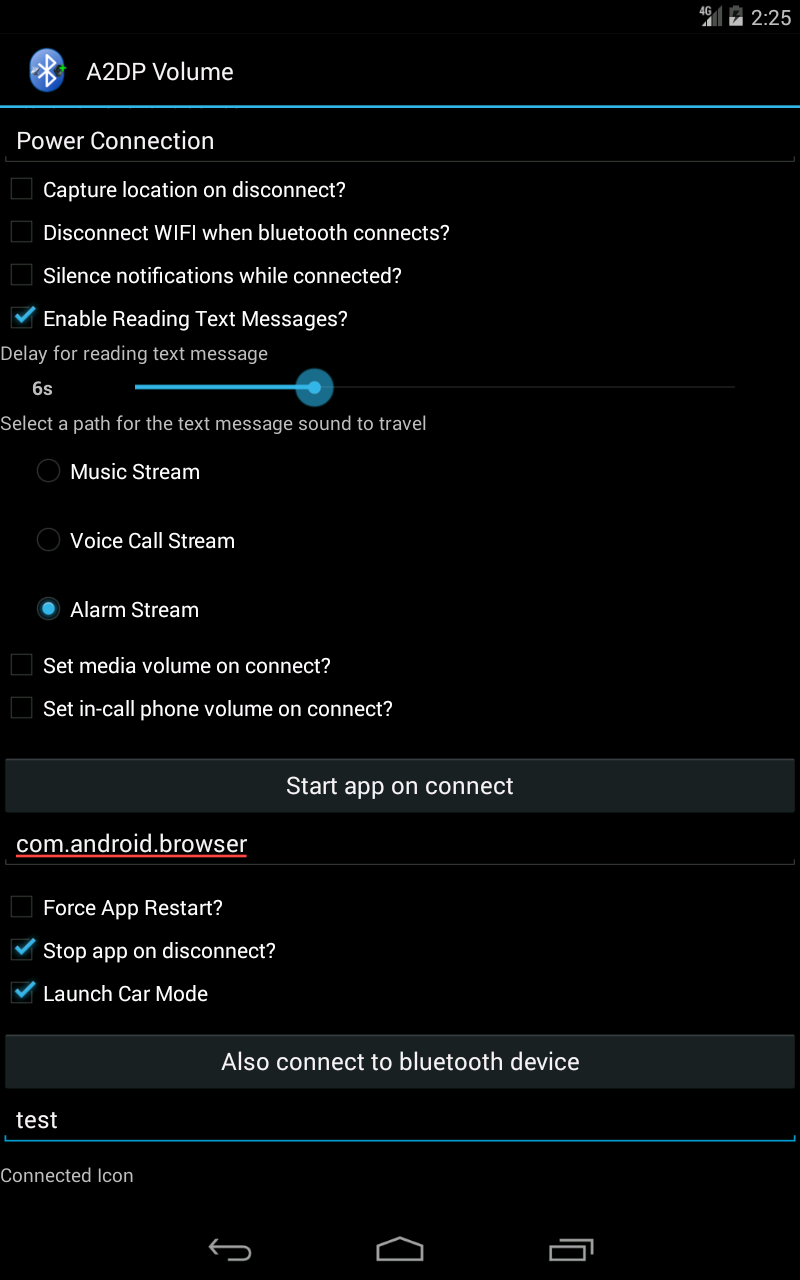 4G 2:25
A2DP Volume
Power Connection
Capture location on disconnect?
Disconnect WIFI when bluetooth connects?
Silence notifications while connected?
Enable Reading Text Messages?
Delay for reading text message
6s
Select a path for the text message sound to travel
Music Stream
Voice Call Stream
Alarm Stream
Set media volume on connect?
Set in-call phone volume on connect?
Start app on connect
com.android.browser
Force App Restart?
Stop app on disconnect?
Launch Car Mode
Also connect to bluetooth device
test
Connected Icon